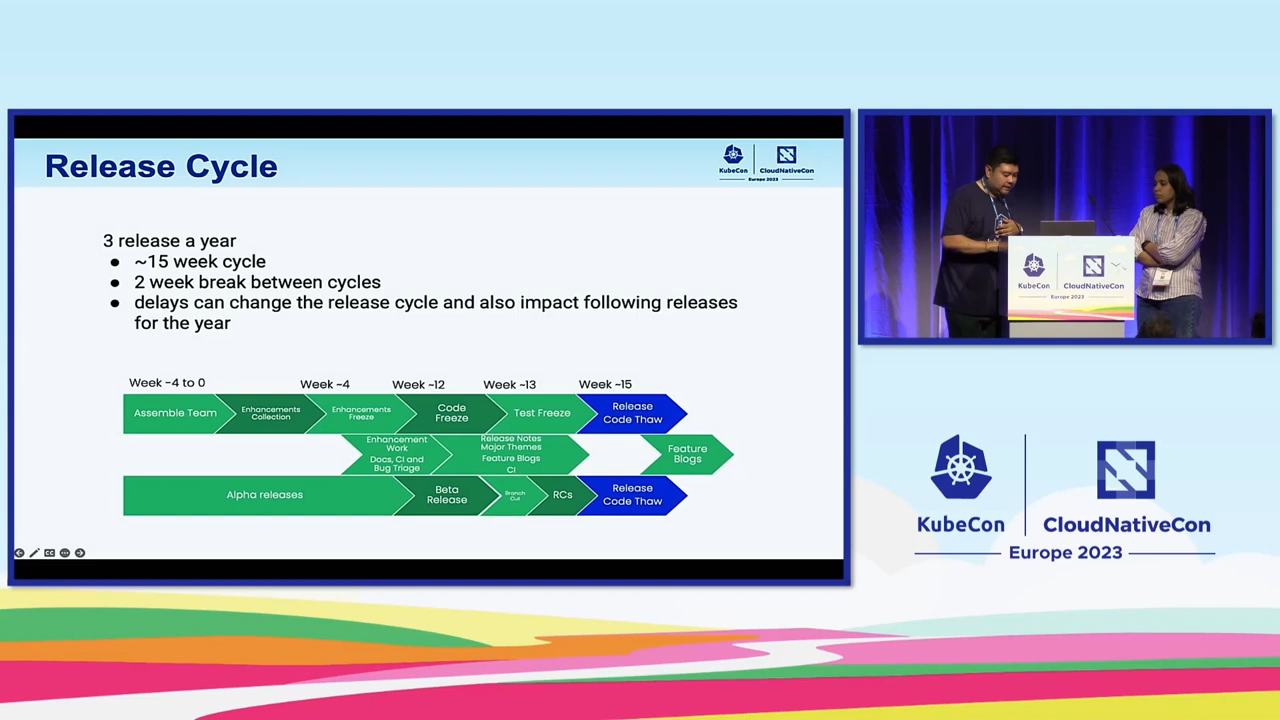 Release Cycle
KubeCon
CloudNativeCon
Europe 2023
3 release a year
● ~15 week cycle
● 2 week break between cycles
● delays can change the release cycle and also impact following releases
for the year
Week -4 to 0
Week ~4
Week ~12
Week ~13
Week ~15
Assemble Team
Enhancements
Collection
Enhancements
Freeze
Code
Freeze
Test Freeze
Release
Code Thaw
Enhancement
Work
Docs, CI and
Bug Triage
Release Notes
Major Themes
Feature Blogs
CI
Feature
Blogs
Alpha releases
Beta
Release
Branch
Cut
RCs
Release
Code Thaw
KubeCon
CloudNativeCon
Europe 2023
KubeCon
CloudNativeCon
Europe 2023